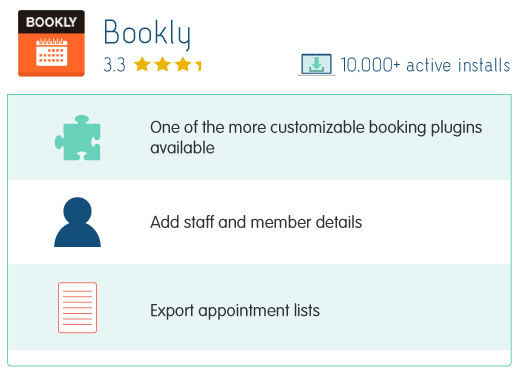 BOOKLY
Bookly
3.3
10,000+ active installs
One of the more customizable booking plugins
available
Add staff and member details
Export appointment lists